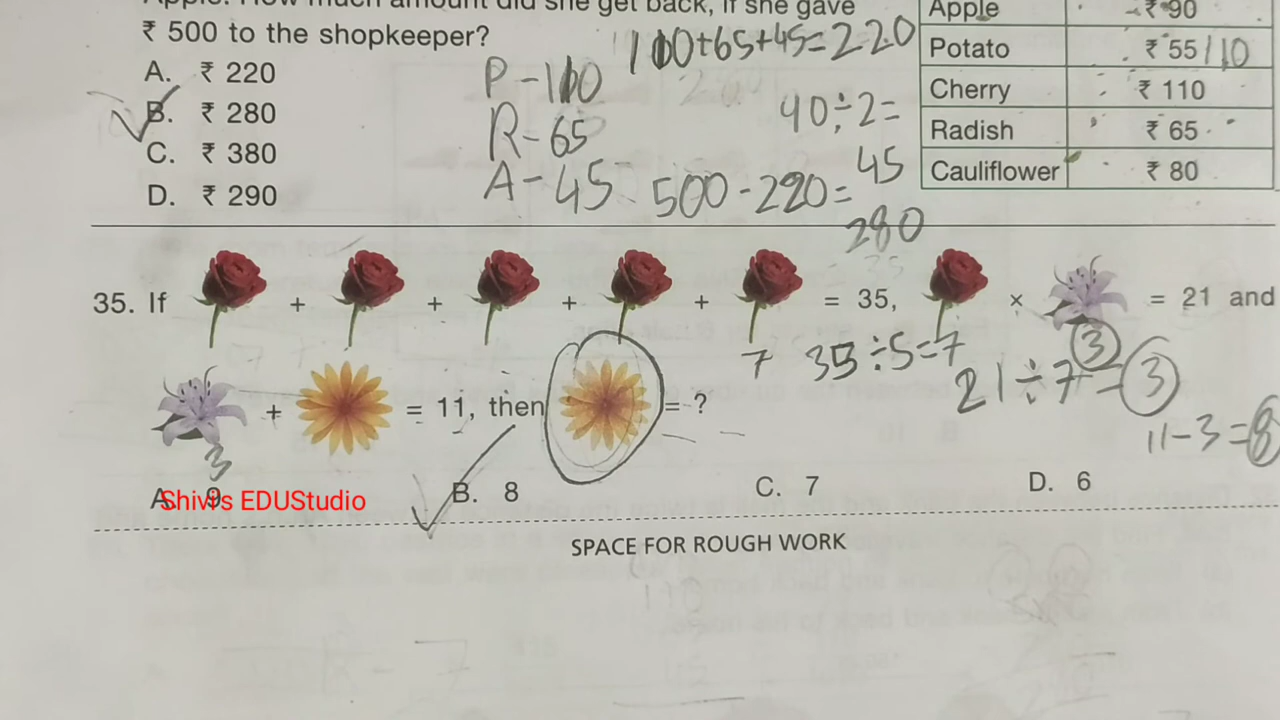 Apple. How much amount did she get back, if she gave
₹ 500 to the shopkeeper?
A. ₹ 220
B. ₹ 280
C. ₹ 380
D. ₹ 290
P-110
R-65
A-45
100+65+45=220
40÷2=
45
500-220=
280
Apple ₹ 90
Potato ₹ 55/10
Cherry ₹ 110
Radish ₹ 65
Cauliflower ₹ 80
35. If + + + + = 35, × = 21 and
7 35÷5=7
3
21÷7=3
+ = 11, then = ?
3
11-3=8
A. 9
Shivi's EDUStudio
B. 8
C. 7
D. 6
SPACE FOR ROUGH WORK